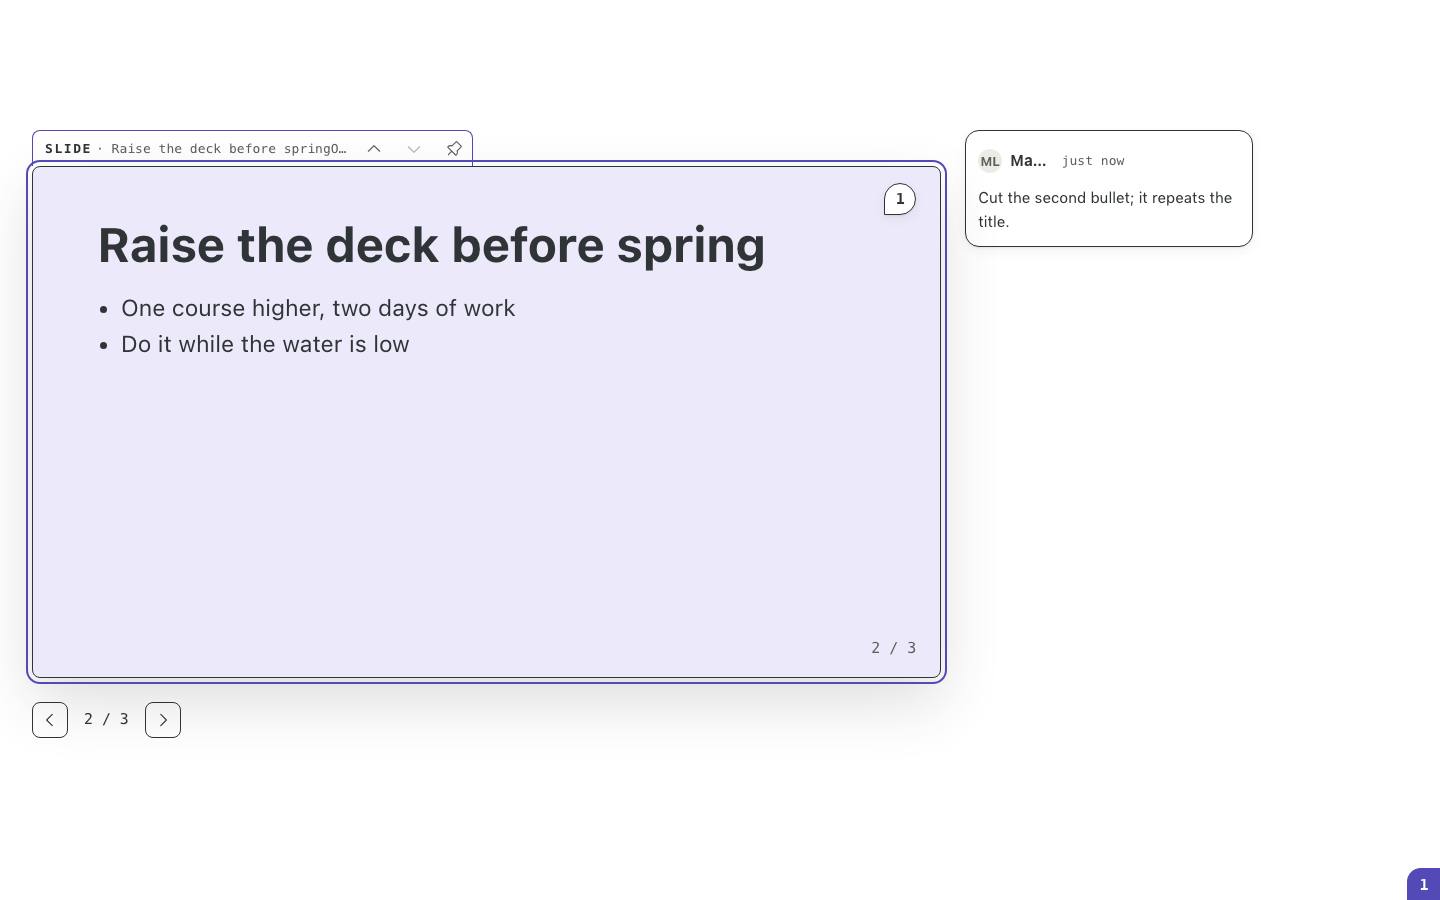 SLIDE · Raise the deck before springO…
1
Raise the deck before spring
• One course higher, two days of work
• Do it while the water is low
2 / 3
2 / 3
ML Ma... just now
Cut the second bullet; it repeats the
title.
1